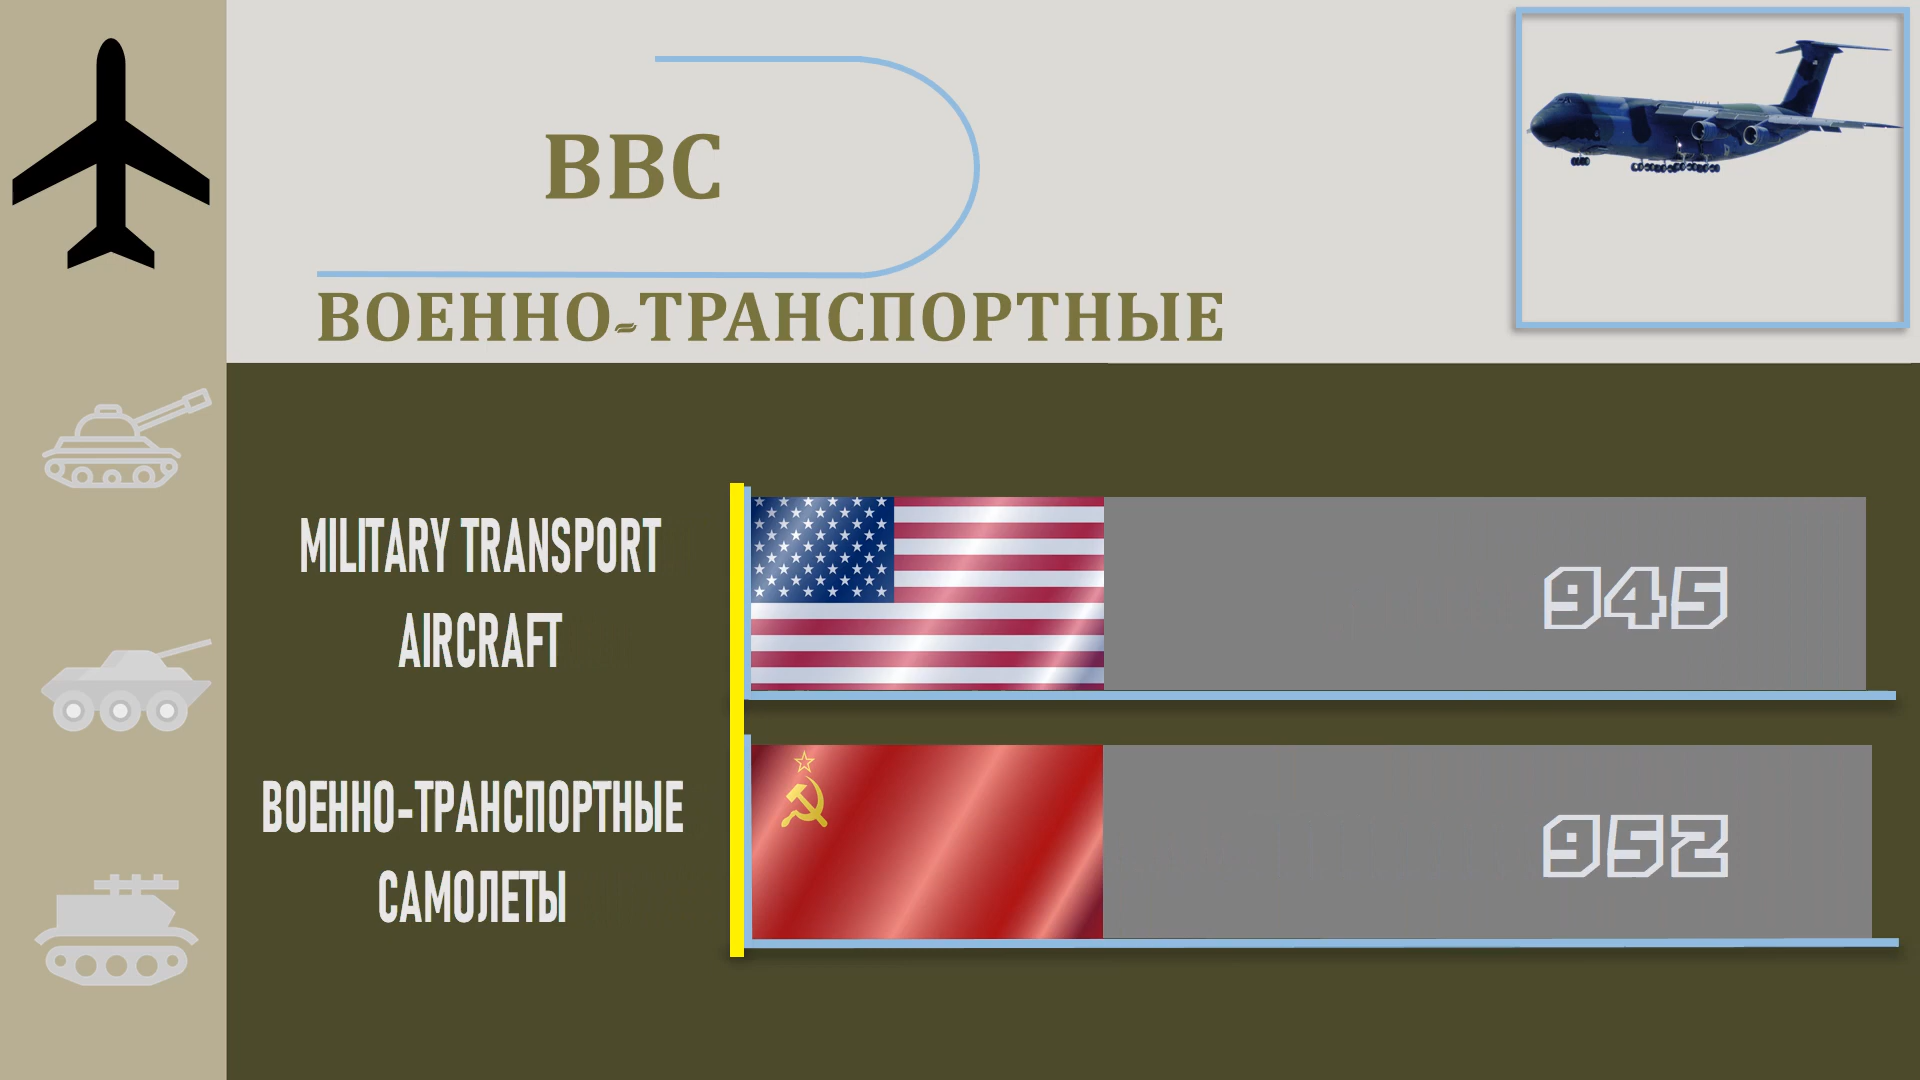 ВВС
ВОЕННО-ТРАНСПОРТНЫЕ
MILITARY TRANSPORT
AIRCRAFT
945
ВОЕННО-ТРАНСПОРТНЫЕ
САМОЛЕТЫ
952